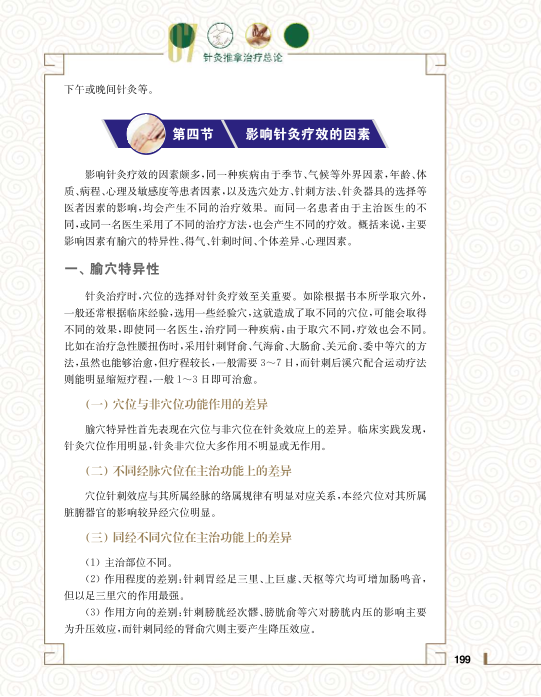 07
针灸推拿治疗总论
下午或晚间针灸等。
第四节 影响针灸疗效的因素
影响针灸疗效的因素颇多,同一种疾病由于季节、气候等外界因素,年龄、体
质、病程、心理及敏感度等患者因素,以及选穴处方、针刺方法、针灸器具的选择等
医者因素的影响,均会产生不同的治疗效果。而同一名患者由于主治医生的不
同,或同一名医生采用了不同的治疗方法,也会产生不同的疗效。概括来说,主要
影响因素有腧穴的特异性、得气、针刺时间、个体差异、心理因素。
一、腧穴特异性
针灸治疗时,穴位的选择对针灸疗效至关重要。如除根据书本所学取穴外,
一般还常根据临床经验,选用一些经验穴,这就造成了取不同的穴位,可能会取得
不同的效果,即使同一名医生,治疗同一种疾病,由于取穴不同,疗效也会不同。
比如在治疗急性腰扭伤时,采用针刺肾俞、气海俞、大肠俞、关元俞、委中等穴的方
法,虽然也能够治愈,但疗程较长,一般需要 3～7 日,而针刺后溪穴配合运动疗法
则能明显缩短疗程,一般 1～3 日即可治愈。
(一) 穴位与非穴位功能作用的差异
腧穴特异性首先表现在穴位与非穴位在针灸效应上的差异。临床实践发现,
针灸穴位作用明显,针灸非穴位大多作用不明显或无作用。
(二) 不同经脉穴位在主治功能上的差异
穴位针刺效应与其所属经脉的络属规律有明显对应关系,本经穴位对其所属
脏腑器官的影响较异经穴位明显。
(三) 同经不同穴位在主治功能上的差异
(1) 主治部位不同。
(2) 作用程度的差别:针刺胃经足三里、上巨虚、天枢等穴均可增加肠鸣音,
但以足三里穴的作用最强。
(3) 作用方向的差别:针刺膀胱经次髎、膀胱俞等穴对膀胱内压的影响主要
为升压效应,而针刺同经的肾俞穴则主要产生降压效应。
199